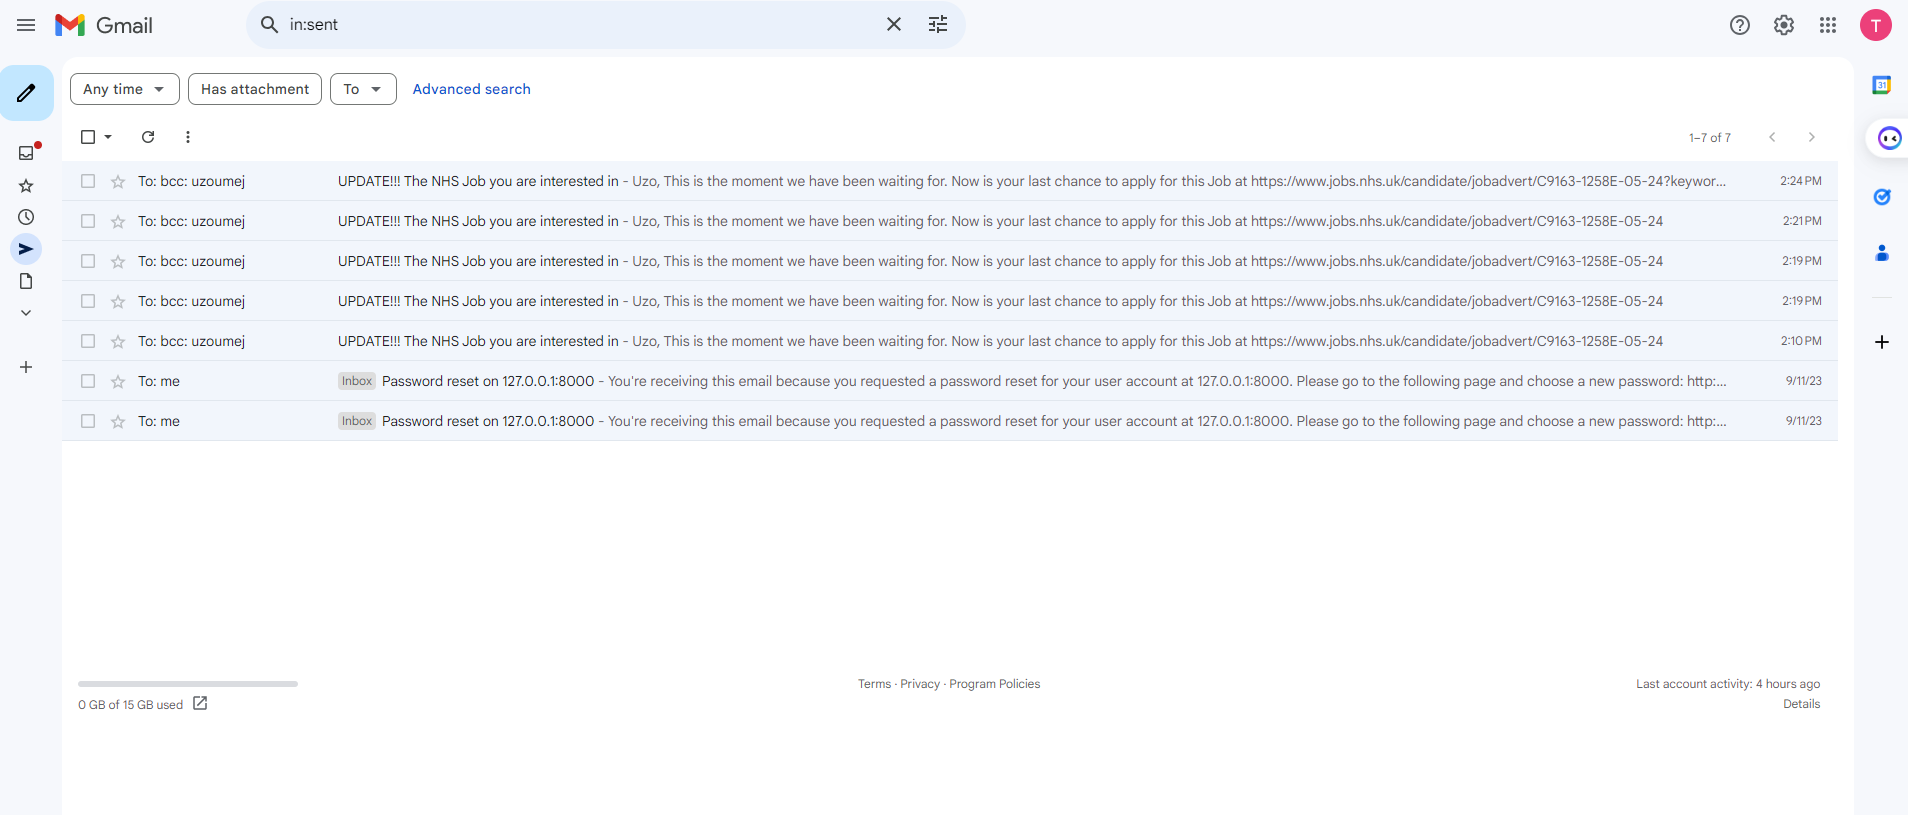 Gmail
in:sent
T
Any time
Has attachment
To
Advanced search
31
1–7 of 7
To: bcc: uzoumej UPDATE!!! The NHS Job you are interested in - Uzo, This is the moment we have been waiting for. Now is your last chance to apply for this Job at https://www.jobs.nhs.uk/candidate/jobadvert/C9163-1258E-05-24?keywor... 2:24 PM
To: bcc: uzoumej UPDATE!!! The NHS Job you are interested in - Uzo, This is the moment we have been waiting for. Now is your last chance to apply for this Job at https://www.jobs.nhs.uk/candidate/jobadvert/C9163-1258E-05-24 2:21 PM
To: bcc: uzoumej UPDATE!!! The NHS Job you are interested in - Uzo, This is the moment we have been waiting for. Now is your last chance to apply for this Job at https://www.jobs.nhs.uk/candidate/jobadvert/C9163-1258E-05-24 2:19 PM
To: bcc: uzoumej UPDATE!!! The NHS Job you are interested in - Uzo, This is the moment we have been waiting for. Now is your last chance to apply for this Job at https://www.jobs.nhs.uk/candidate/jobadvert/C9163-1258E-05-24 2:19 PM
To: bcc: uzoumej UPDATE!!! The NHS Job you are interested in - Uzo, This is the moment we have been waiting for. Now is your last chance to apply for this Job at https://www.jobs.nhs.uk/candidate/jobadvert/C9163-1258E-05-24 2:10 PM
To: me Inbox Password reset on 127.0.0.1:8000 - You're receiving this email because you requested a password reset for your user account at 127.0.0.1:8000. Please go to the following page and choose a new password: http:... 9/11/23
To: me Inbox Password reset on 127.0.0.1:8000 - You're receiving this email because you requested a password reset for your user account at 127.0.0.1:8000. Please go to the following page and choose a new password: http:... 9/11/23
Terms · Privacy · Program Policies
Last account activity: 4 hours ago
0 GB of 15 GB used
Details